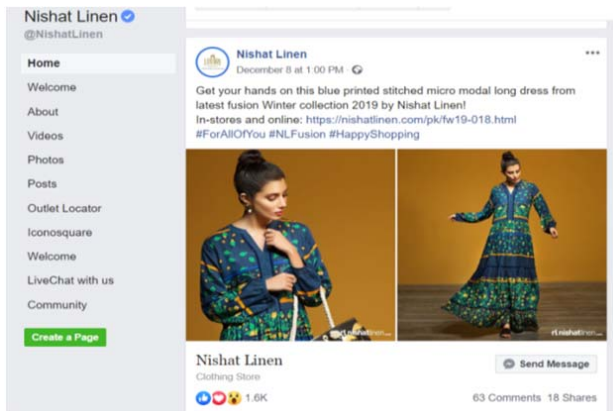 Nishat Linen
@NishatLinen
Home
Welcome
About
Videos
Photos
Posts
Outlet Locator
Iconosquare
Welcome
LiveChat with us
Community
Create a Page
Nishat Linen
December 8 at 1:00 PM ·
Get your hands on this blue printed stitched micro modal long dress from
latest fusion Winter collection 2019 by Nishat Linen!
In-stores and online: https://nishatlinen.com/pk/fw19-018.html
#ForAllOfYou #NLFusion #HappyShopping
Nishat Linen
Clothing Store
Send Message
1.6K
63 Comments 18 Shares